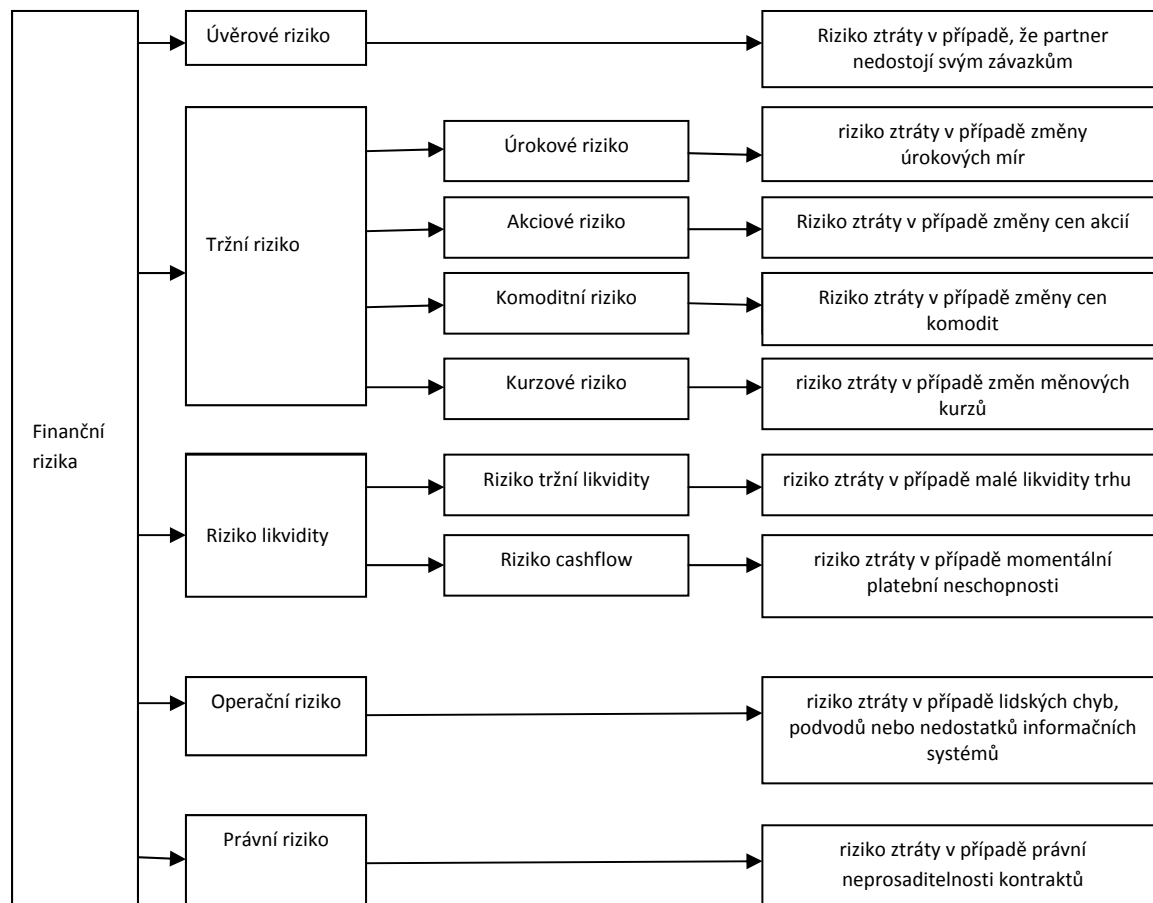 Finanční
rizika
Úvěrové riziko
Riziko ztráty v případě, že partner
nedostojí svým závazkům
Tržní riziko
Úrokové riziko
riziko ztráty v případě změny
úrokových mír
Akciové riziko
Riziko ztráty v případě změny cen akcií
Komoditní riziko
Riziko ztráty v případě změny cen
komodit
Kurzové riziko
riziko ztráty v případě změn měnových
kurzů
Riziko likvidity
Riziko tržní likvidity
riziko ztráty v případě malé likvidity trhu
Riziko cashflow
riziko ztráty v případě momentální
platební neschopnosti
Operační riziko
riziko ztráty v případě lidských chyb,
podvodů nebo nedostatků informačních
systémů
Právní riziko
riziko ztráty v případě právní
neprosaditelnosti kontraktů